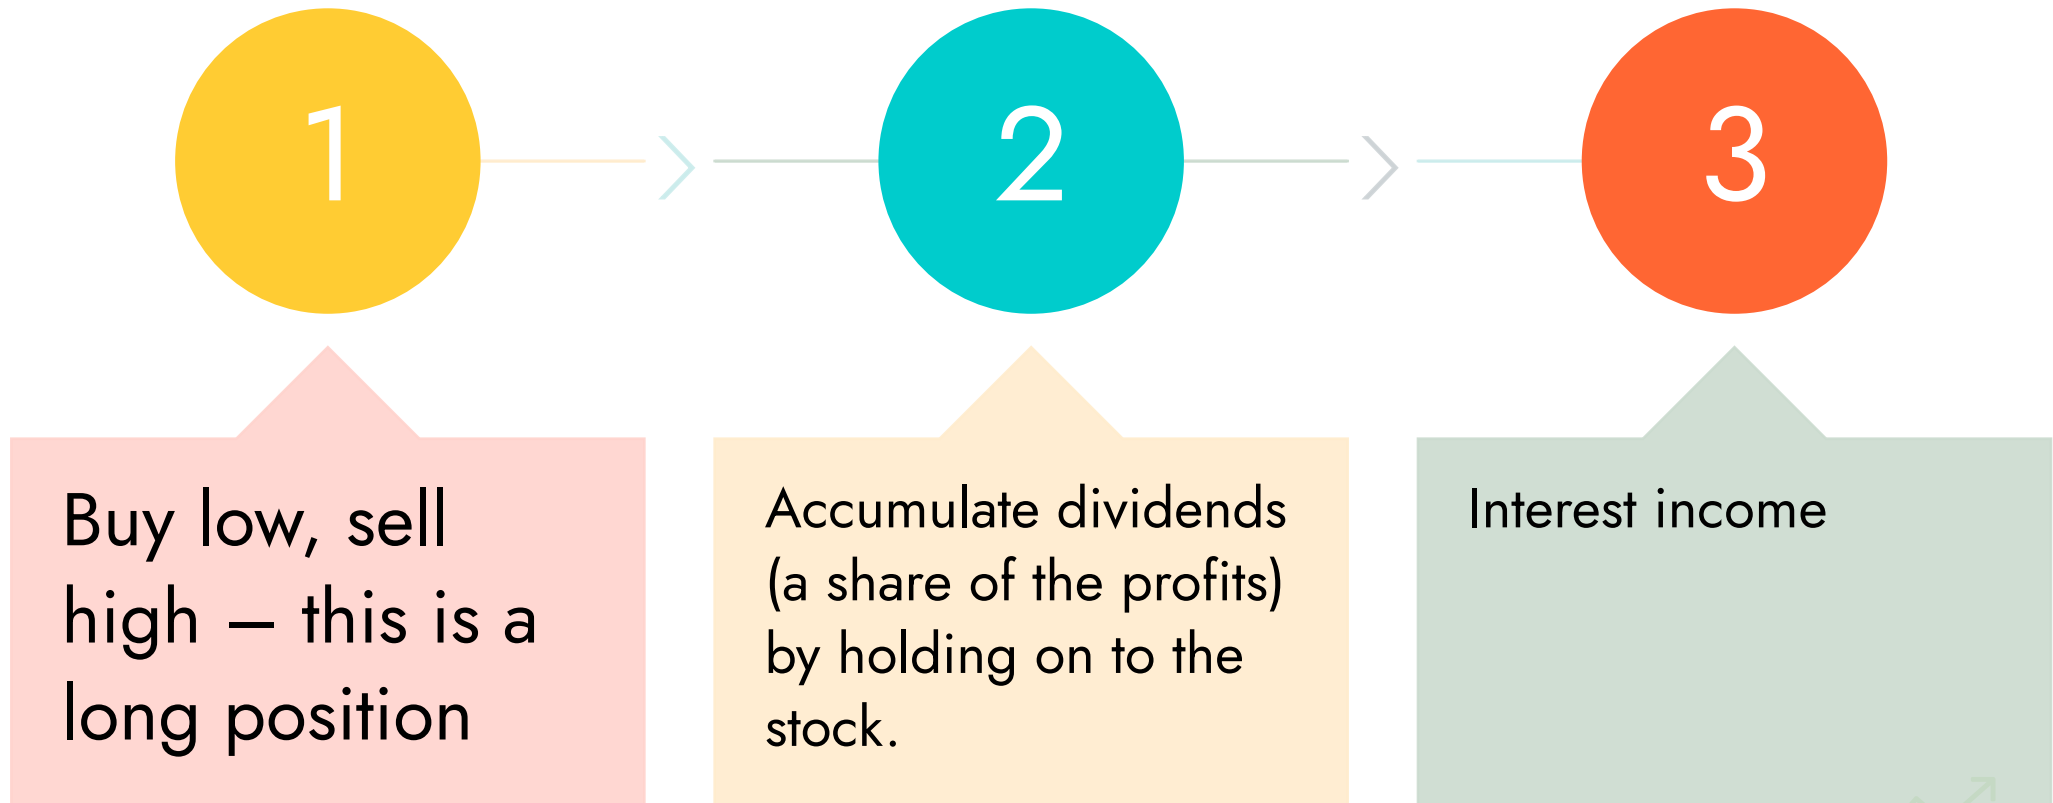 1
2
3
Buy low, sell
high – this is a
long position
Accumulate dividends
(a share of the profits)
by holding on to the
stock.
Interest income